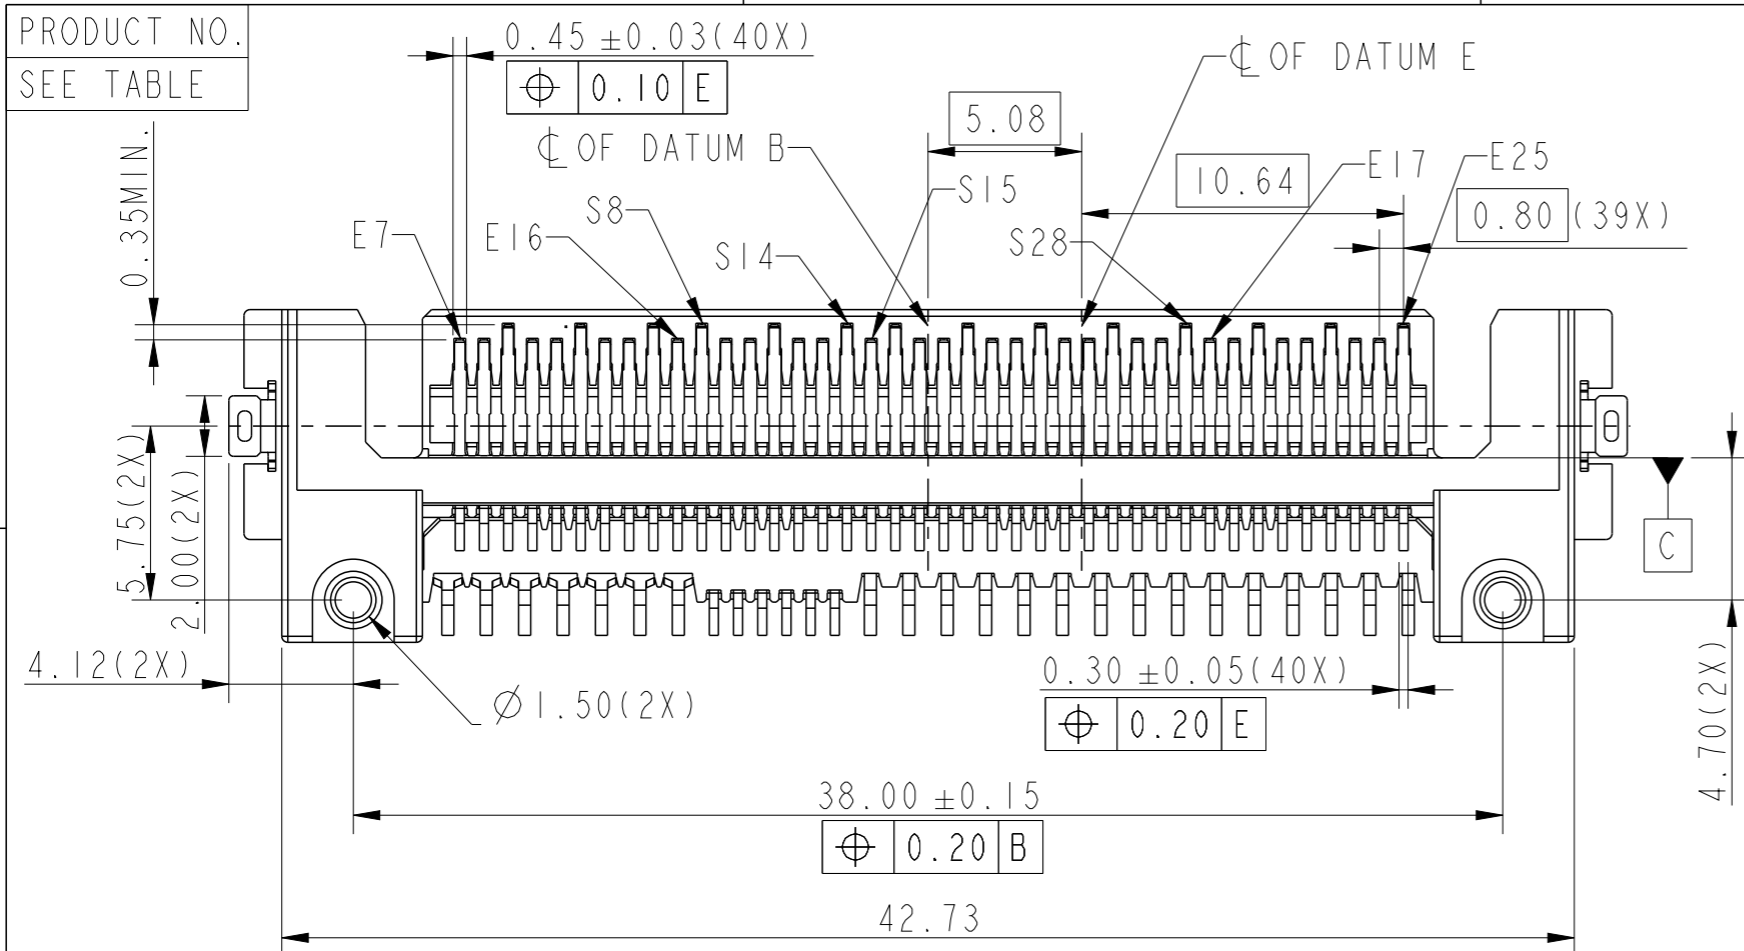 PRODUCT NO.
SEE TABLE
0.45 ±0.03(40X)
⌖ 0.10 E
℄ OF DATUM E
5.08
℄ OF DATUM B
10.64
E17
E25
0.80 (39X)
0.35MIN.
E7
E16
S8
S14
S15
S28
5.75(2X)
2.00(2X)
C
4.12(2X)
Ø1.50(2X)
0.30 ±0.05(40X)
⌖ 0.20 E
4.70(2X)
38.00 ±0.15
⌖ 0.20 B
42.73